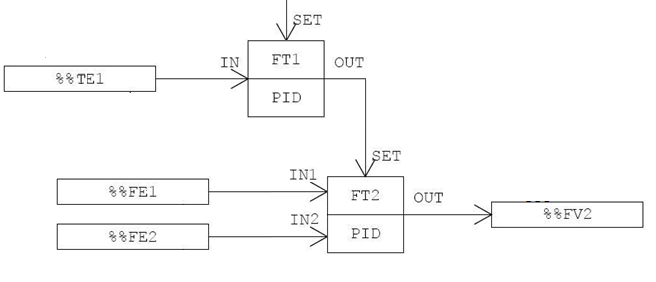 SET
IN
FT1
OUT
%%TE1
PID
SET
IN1
%%FE1
FT2
OUT
IN2
%%FV2
%%FE2
PID